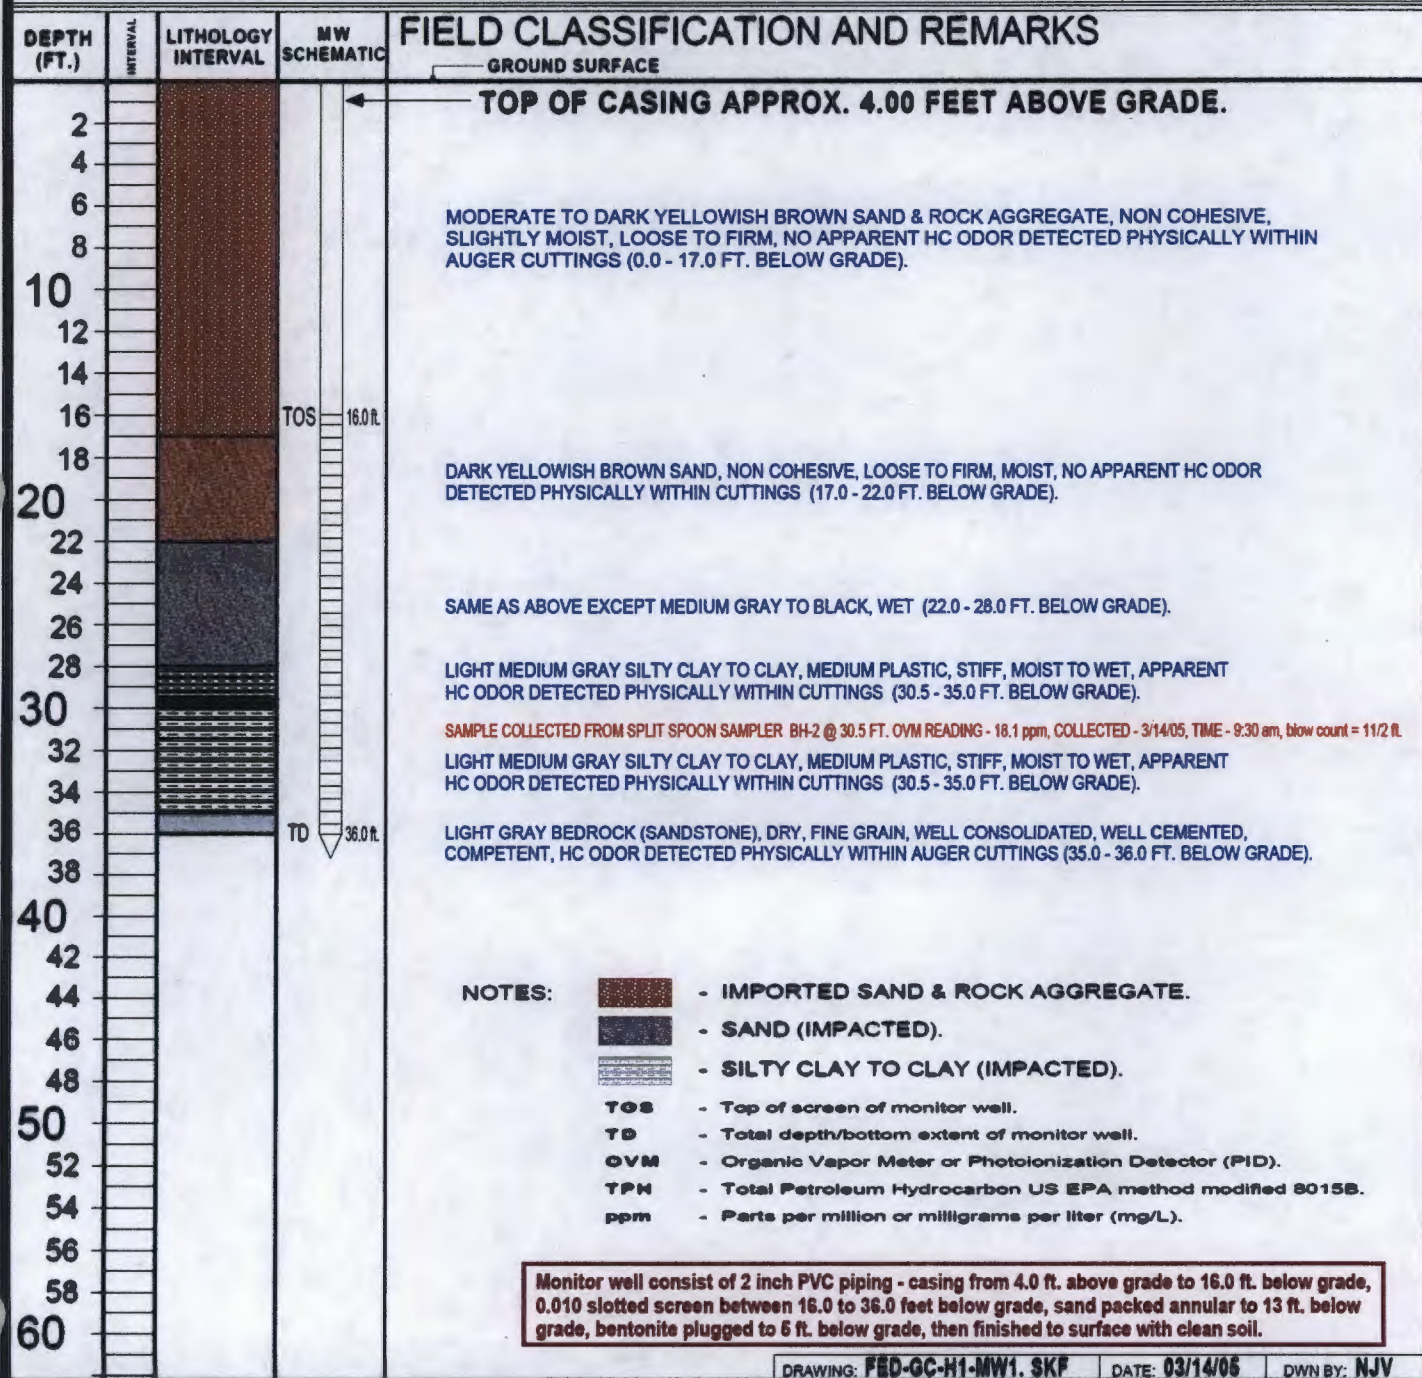 DEPTH (FT.)
INTERVAL
LITHOLOGY INTERVAL
MW SCHEMATIC
FIELD CLASSIFICATION AND REMARKS
GROUND SURFACE
TOP OF CASING APPROX. 4.00 FEET ABOVE GRADE.
2
4
6
MODERATE TO DARK YELLOWISH BROWN SAND & ROCK AGGREGATE, NON COHESIVE,
SLIGHTLY MOIST, LOOSE TO FIRM, NO APPARENT HC ODOR DETECTED PHYSICALLY WITHIN
8
AUGER CUTTINGS (0.0 - 17.0 FT. BELOW GRADE).
10
12
14
16
TOS 16.0 ft.
18
DARK YELLOWISH BROWN SAND, NON COHESIVE, LOOSE TO FIRM, MOIST, NO APPARENT HC ODOR
DETECTED PHYSICALLY WITHIN CUTTINGS (17.0 - 22.0 FT. BELOW GRADE).
20
22
24
SAME AS ABOVE EXCEPT MEDIUM GRAY TO BLACK, WET (22.0 - 28.0 FT. BELOW GRADE).
26
28
LIGHT MEDIUM GRAY SILTY CLAY TO CLAY, MEDIUM PLASTIC, STIFF, MOIST TO WET, APPARENT
HC ODOR DETECTED PHYSICALLY WITHIN CUTTINGS (30.5 - 35.0 FT. BELOW GRADE).
30
SAMPLE COLLECTED FROM SPLIT SPOON SAMPLER BH-2 @ 30.5 FT. OVM READING - 18.1 ppm, COLLECTED - 3/14/05, TIME - 9:30 am, blow count = 11/2 ft.
32
LIGHT MEDIUM GRAY SILTY CLAY TO CLAY, MEDIUM PLASTIC, STIFF, MOIST TO WET, APPARENT
HC ODOR DETECTED PHYSICALLY WITHIN CUTTINGS (30.5 - 35.0 FT. BELOW GRADE).
34
36
TD 36.0 ft.
LIGHT GRAY BEDROCK (SANDSTONE), DRY, FINE GRAIN, WELL CONSOLIDATED, WELL CEMENTED,
COMPETENT, HC ODOR DETECTED PHYSICALLY WITHIN AUGER CUTTINGS (35.0 - 36.0 FT. BELOW GRADE).
38
40
42
44
NOTES: - IMPORTED SAND & ROCK AGGREGATE.
46
- SAND (IMPACTED).
48
- SILTY CLAY TO CLAY (IMPACTED).
50
TOS - Top of screen of monitor well.
TD - Total depth/bottom extent of monitor well.
52
OVM - Organic Vapor Meter or Photoionization Detector (PID).
54
TPH - Total Petroleum Hydrocarbon US EPA method modified 8015B.
ppm - Parts per million or milligrams per liter (mg/L).
56
58
60
Monitor well consist of 2 inch PVC piping - casing from 4.0 ft. above grade to 16.0 ft. below grade,
0.010 slotted screen between 16.0 to 36.0 feet below grade, sand packed annular to 13 ft. below
grade, bentonite plugged to 5 ft. below grade, then finished to surface with clean soil.
DRAWING: FED-GC-H1-MW1. SKF DATE: 03/14/05 DWN BY: NJV